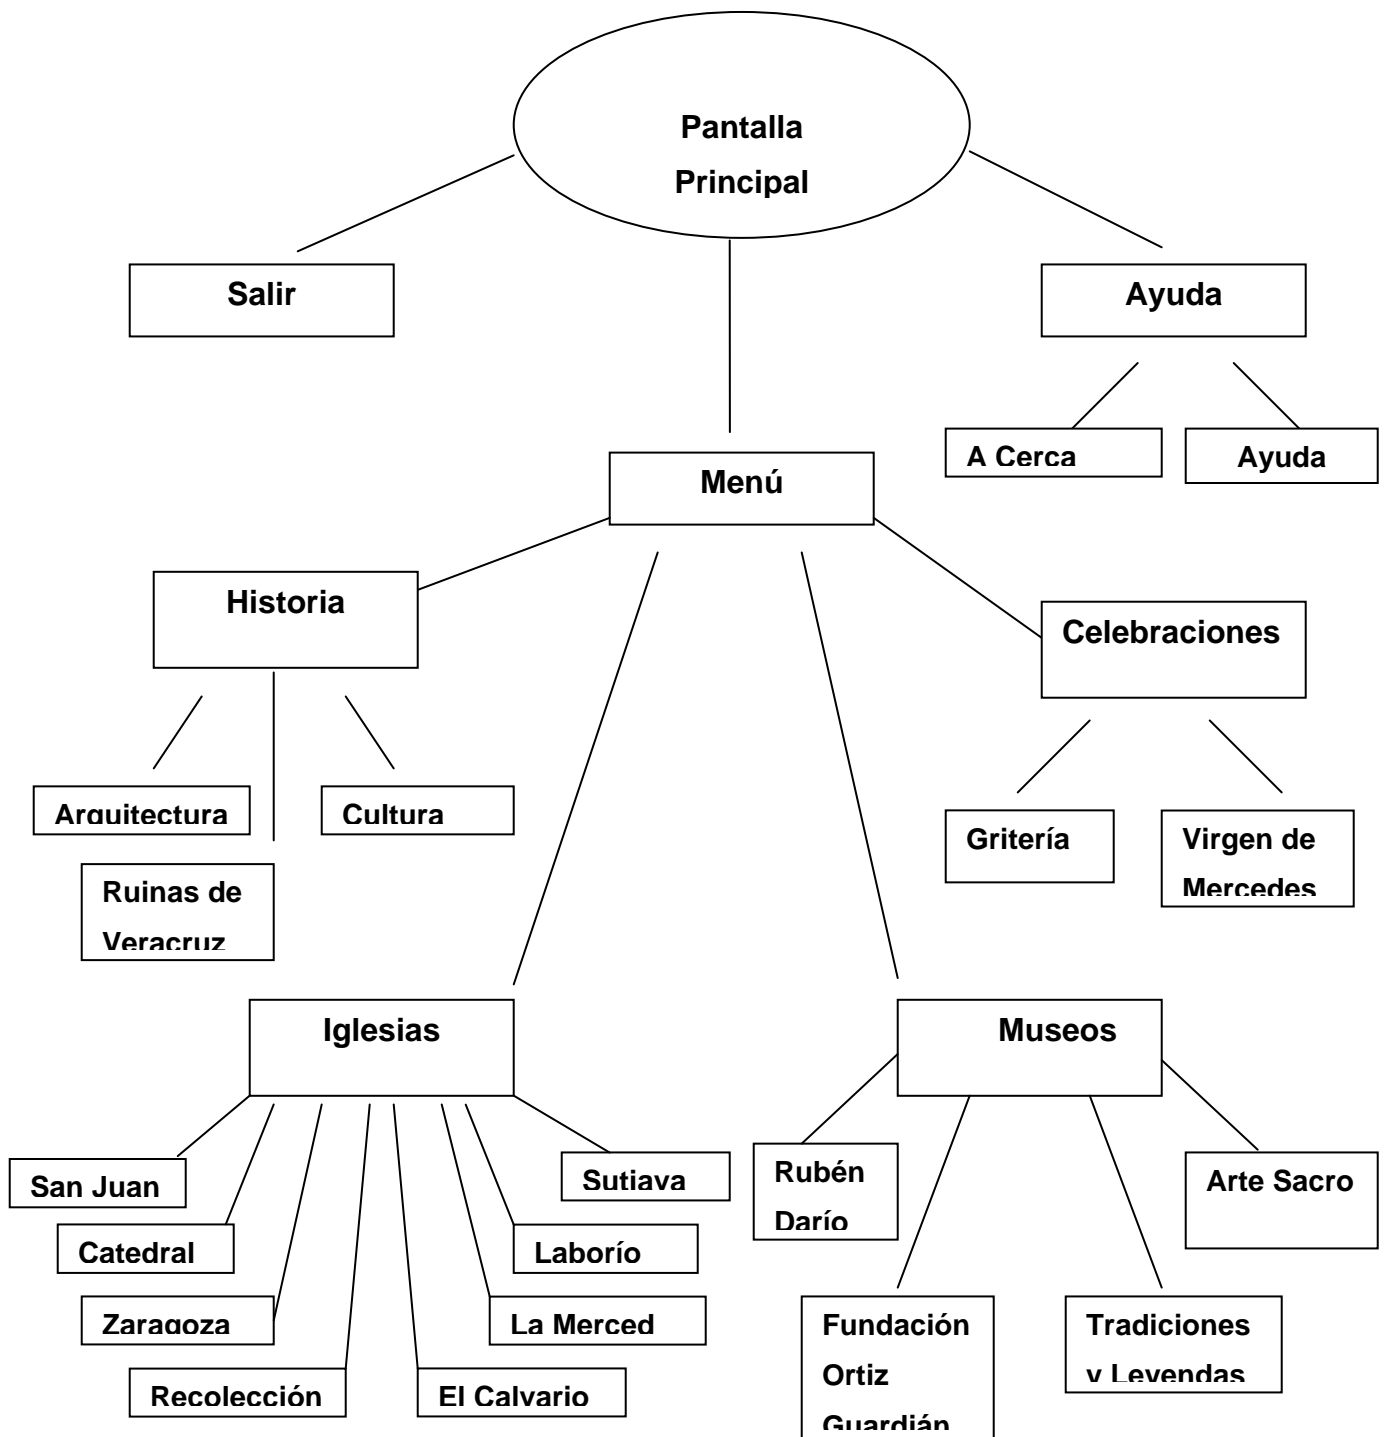 Pantalla
Principal
Salir
Ayuda
A Cerca
Ayuda
Menú
Historia
Celebraciones
Arquitectura
Cultura
Ruinas de
Veracruz
Gritería
Virgen de
Mercedes
Iglesias
Museos
San Juan
Catedral
Zaragoza
Recolección
El Calvario
La Merced
Laborío
Sutiava
Rubén
Darío
Fundación
Ortiz
Guardián
Tradiciones
y Leyendas
Arte Sacro